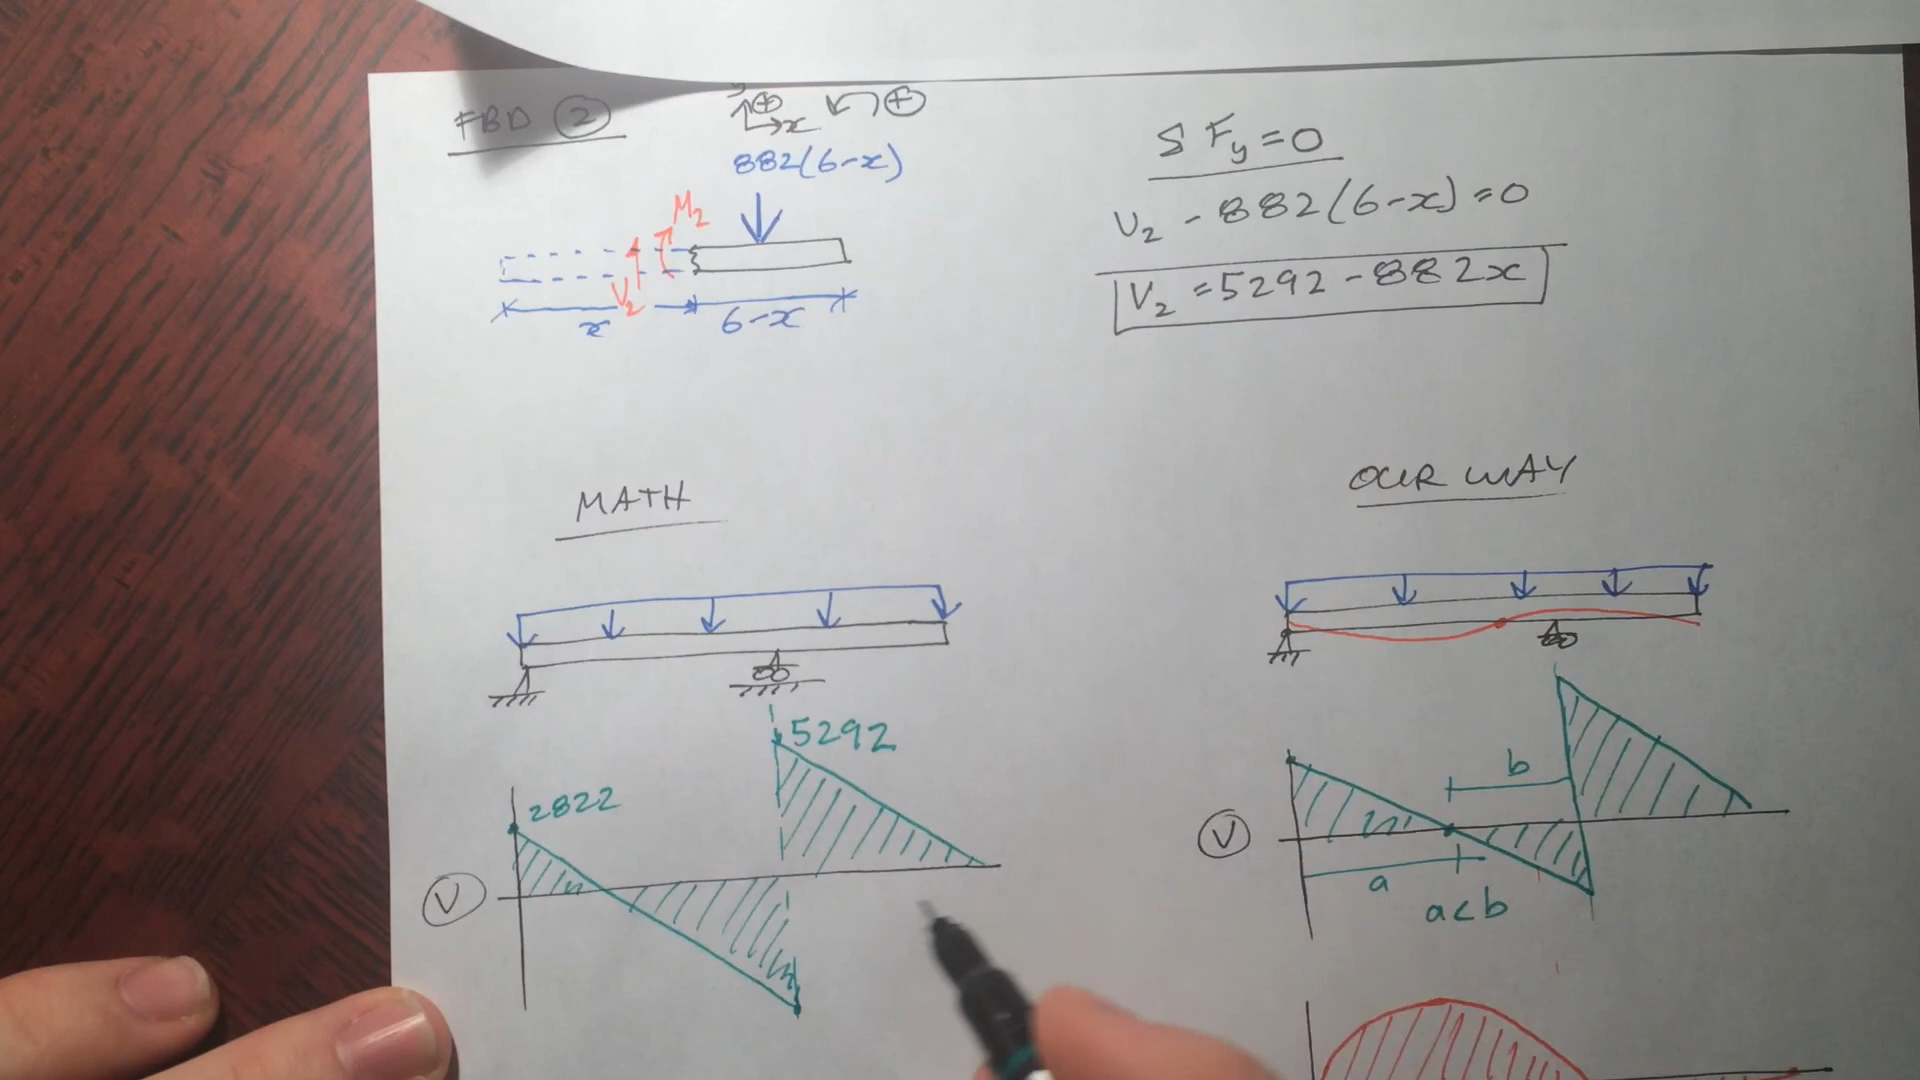 FBD ②
y ⊕ x ⊕
882(6-x)
M₂
V₂
x
6-x
ΣFy=0
V₂ - 882(6-x)=0
V₂ = 5292 - 882x
MATH
5292
2822
V
OUR WAY
b
V
a
a<b